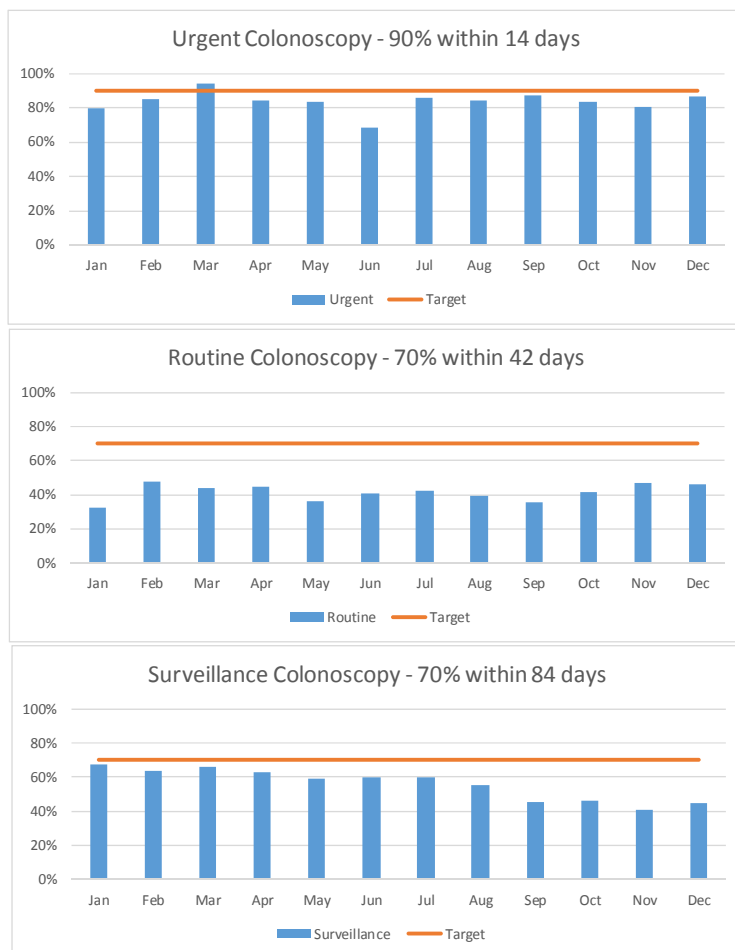 Urgent Colonoscopy - 90% within 14 days
100%
80%
60%
40%
20%
0%
Jan Feb Mar Apr May Jun Jul Aug Sep Oct Nov Dec
Urgent Target
Routine Colonoscopy - 70% within 42 days
100%
80%
60%
40%
20%
0%
Jan Feb Mar Apr May Jun Jul Aug Sep Oct Nov Dec
Routine Target
Surveillance Colonoscopy - 70% within 84 days
100%
80%
60%
40%
20%
0%
Jan Feb Mar Apr May Jun Jul Aug Sep Oct Nov Dec
Surveillance Target